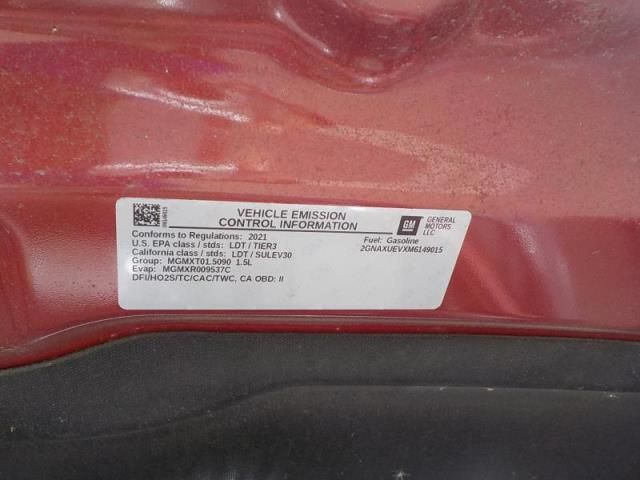 VEHICLE EMISSION
CONTROL INFORMATION
Conforms to Regulations: 2021
U.S. EPA class / stds: LDT / TIER3
California class / stds: LDT / SULEV30
Group: MGMXT01.5090 1.5L
Evap: MGMXR009537C
DFI/HO2S/TC/CAC/TWC, CA OBD: II
GM
GENERAL
MOTORS
LLC
Fuel: Gasoline
2GNAXUEVXM6149015